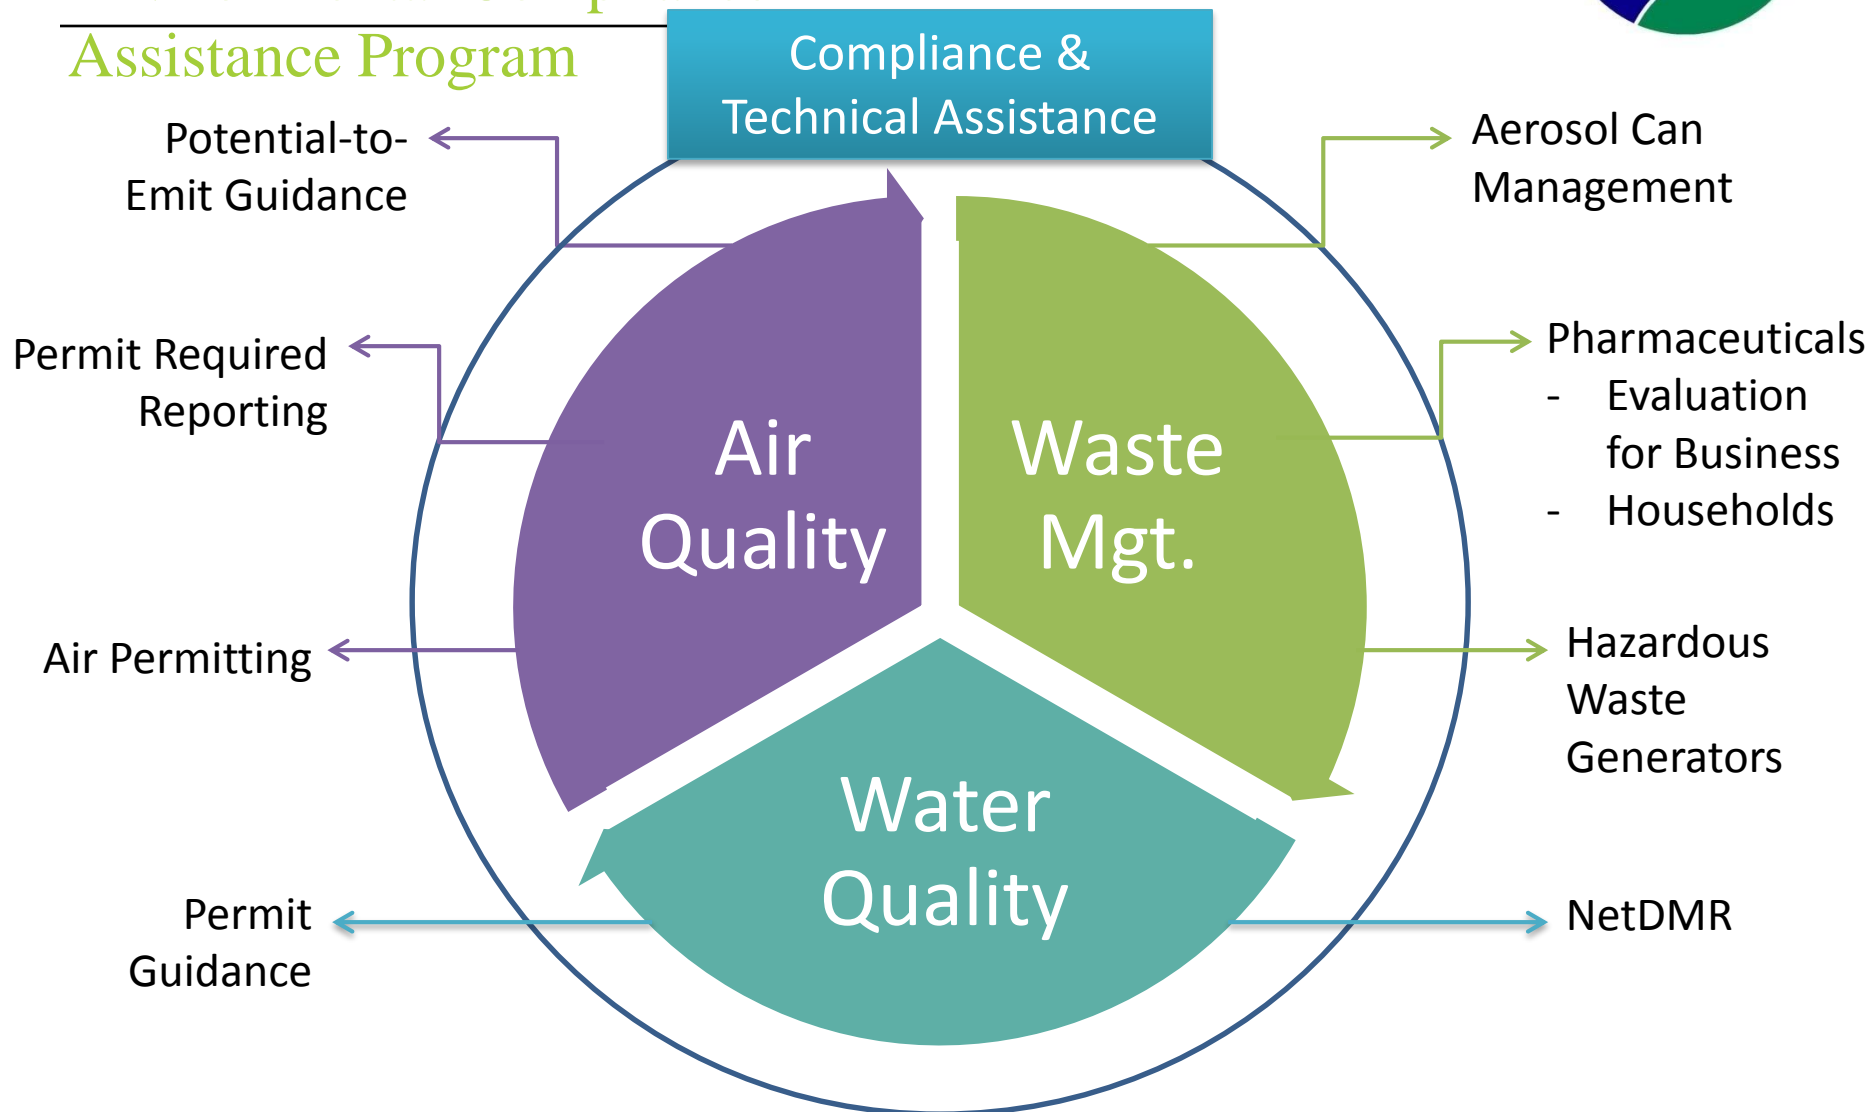 Assistance Program
Compliance &
Technical Assistance
Potential-to-
Emit Guidance
Permit Required
Reporting
Air Permitting
Permit
Guidance
Air
Quality
Waste
Mgt.
Water
Quality
Aerosol Can
Management
Pharmaceuticals
- Evaluation
for Business
- Households
Hazardous
Waste
Generators
NetDMR